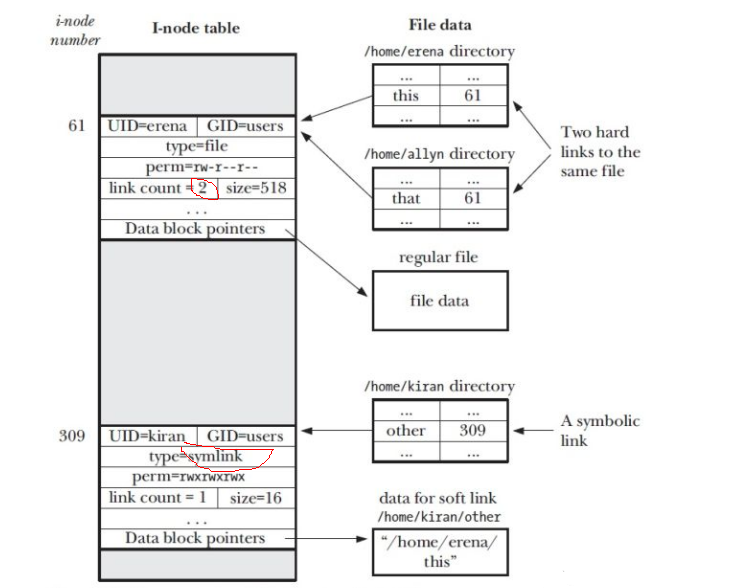 i-node
number
I-node table
File data
/home/erena directory
... ...
this 61
... ...
61
UID=erena GID=users
type=file
perm=rw-r--r--
link count = 2 size=518
...
Data block pointers
Two hard
links to the
same file
/home/allyn directory
... ...
that 61
... ...
regular file
file data
/home/kiran directory
... ...
other 309
... ...
A symbolic
link
309
UID=kiran GID=users
type=symlink
perm=rwxrwxrwx
link count = 1 size=16
...
Data block pointers
data for soft link
/home/kiran/other
“/home/erena/
this”